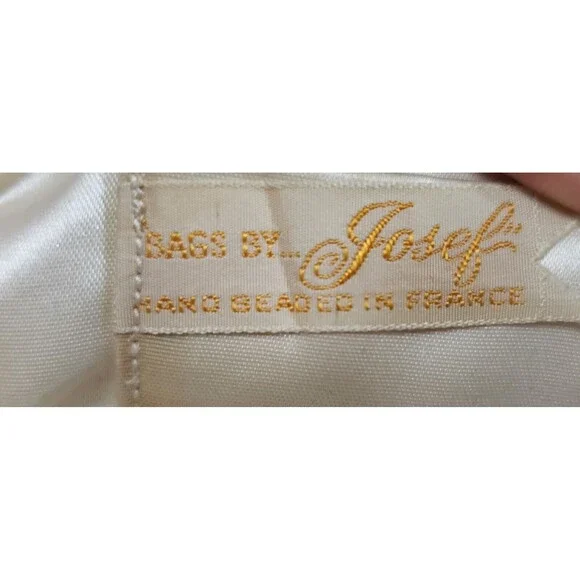 BAGS BY... Josef
HAND BEADED IN FRANCE